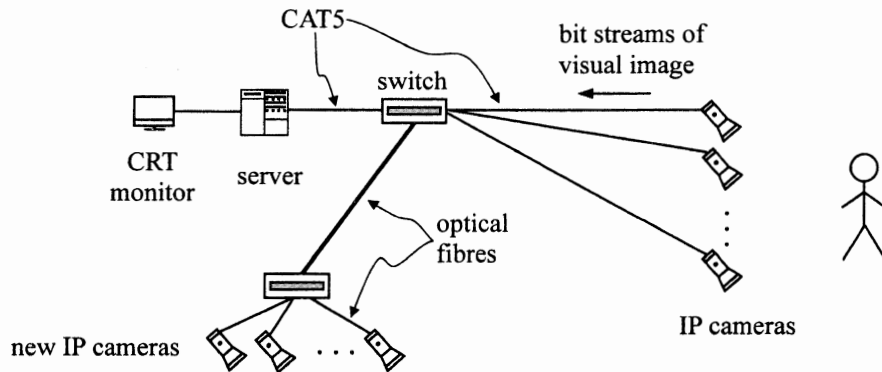 CAT5
bit streams of
visual image
switch
CRT
monitor
server
optical
fibres
IP cameras
new IP cameras